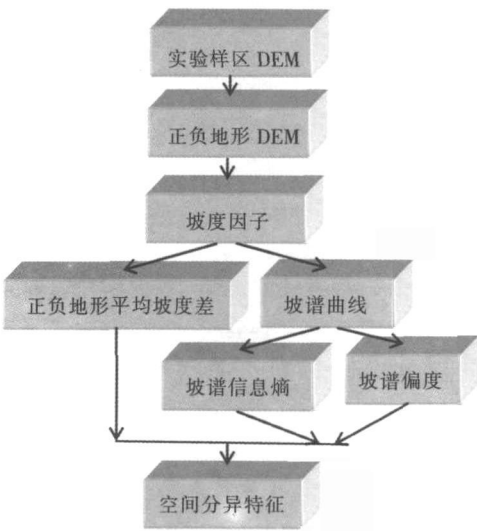 实验样区 DEM
正负地形 DEM
坡度因子
正负地形平均坡度差
坡谱曲线
坡谱信息熵
坡谱偏度
空间分异特征